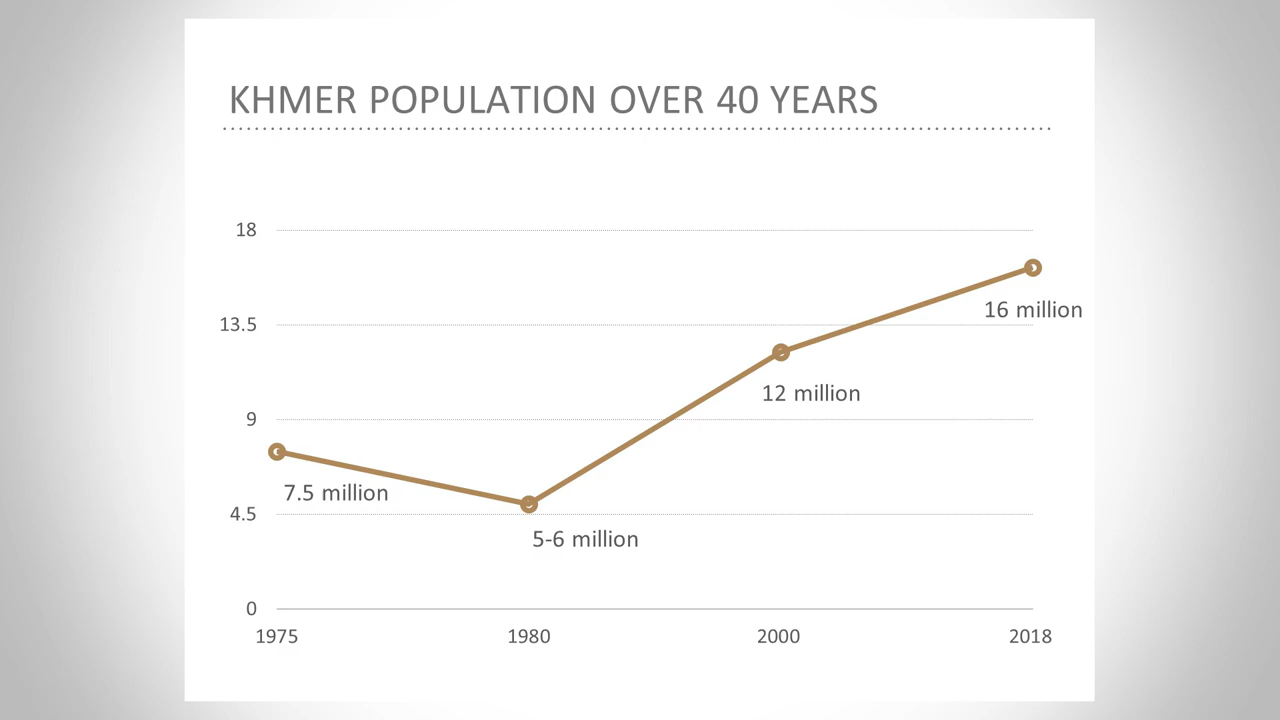 KHMER POPULATION OVER 40 YEARS
18
13.5
9
4.5
0
7.5 million
5-6 million
12 million
16 million
1975 1980 2000 2018